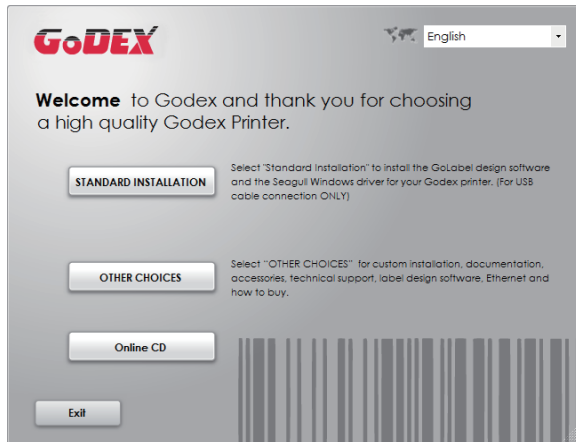 GoDEX
English
Welcome to Godex and thank you for choosing
a high quality Godex Printer.
STANDARD INSTALLATION
Select "Standard Installation" to install the GoLabel design software
and the Seagull Windows driver for your Godex printer. (For USB
cable connection ONLY)
OTHER CHOICES
Select "OTHER CHOICES" for custom installation, documentation,
accessories, technical support, label design software, Ethernet and
how to buy.
Online CD
Exit